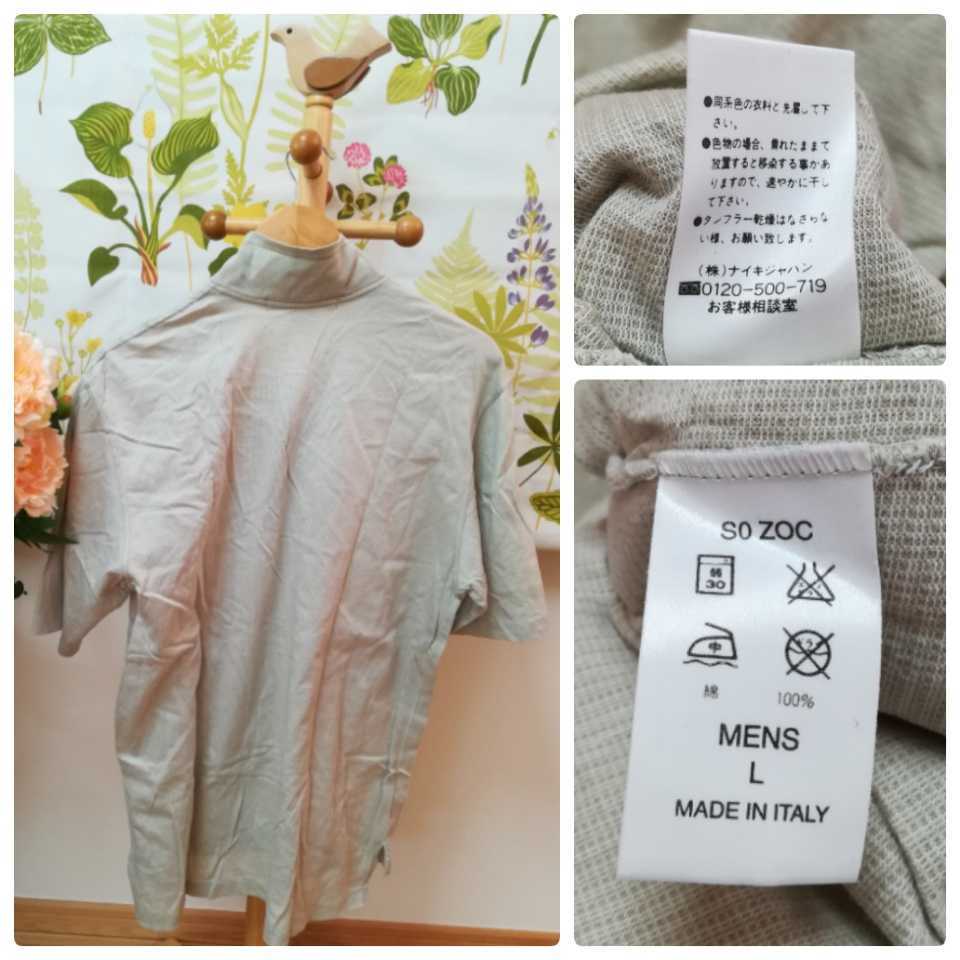 ●同系色の衣料と洗濯して下
さい。
●色物の場合、濡れたままで
放置すると移染する事があ
りますので、速やかに干し
て下さい。
●タンブラー乾燥はなさらな
い様、お願い致します。
(株)ナイキジャパン
0120-500-719
お客様相談室
S0 ZOC
弱
30
中
綿 100%
MENS
L
MADE IN ITALY